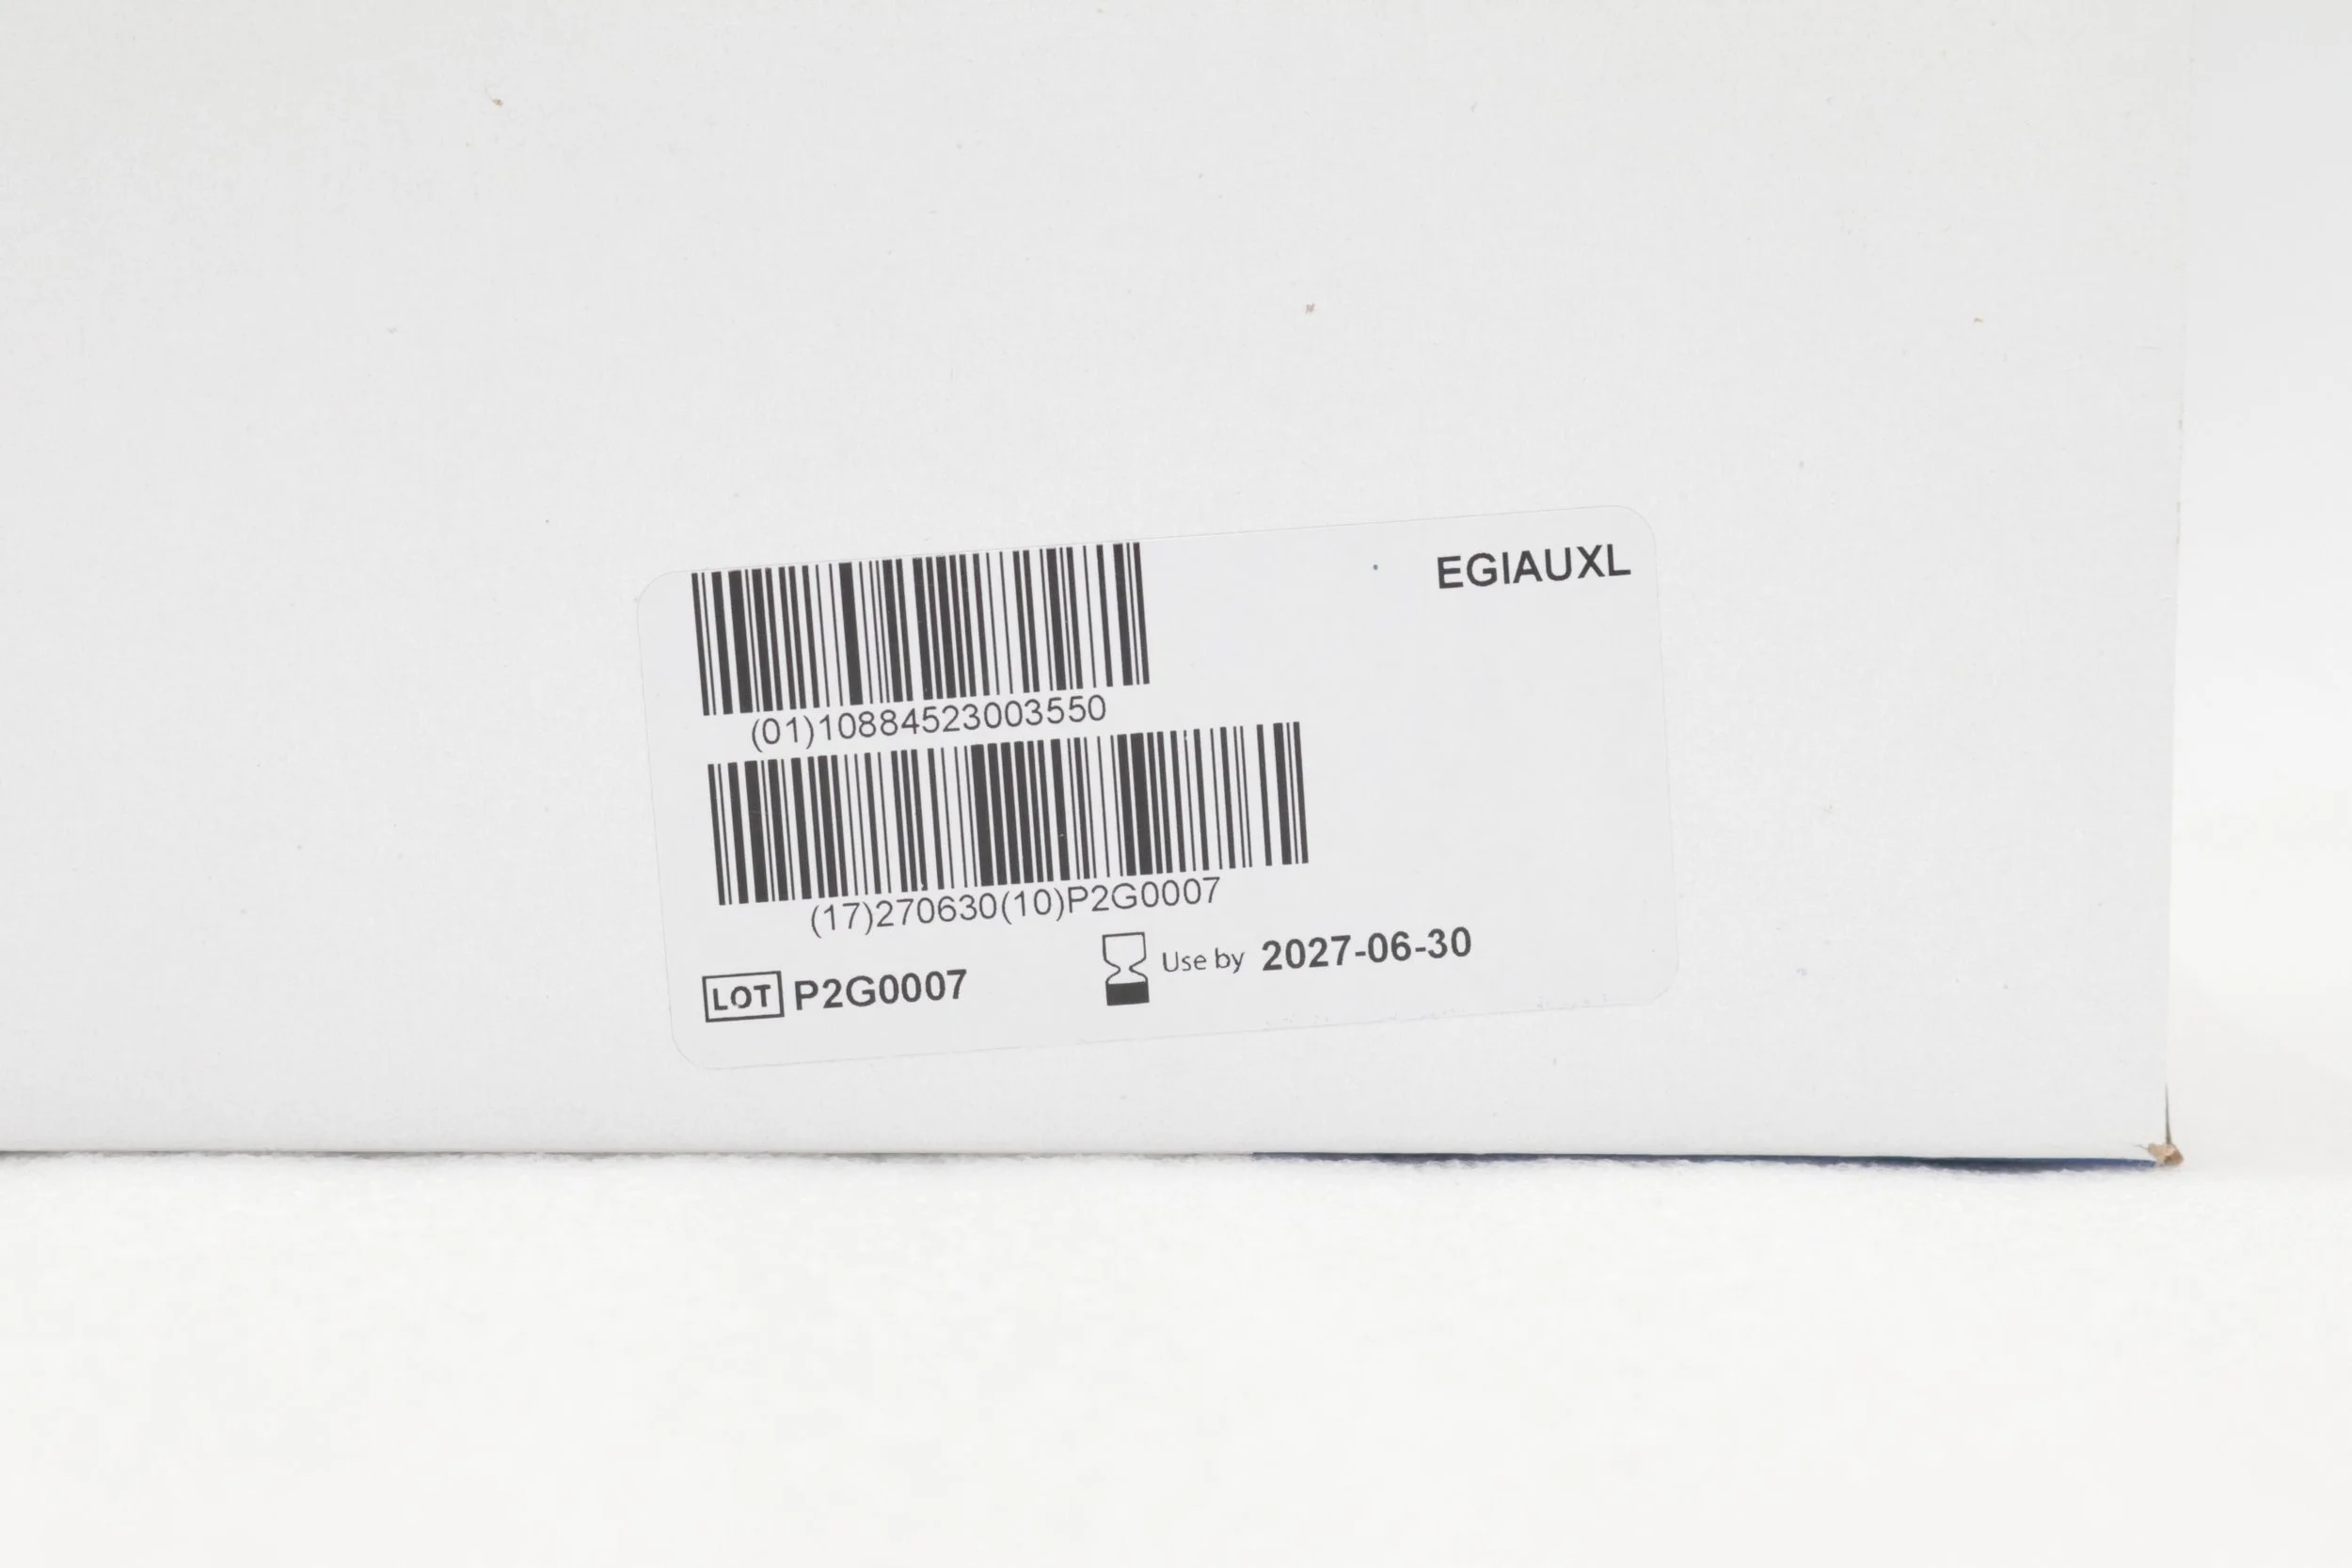 EGIAUXL
(01)10884523003550
(17)270630(10)P2G0007
LOT P2G0007
Use by 2027-06-30